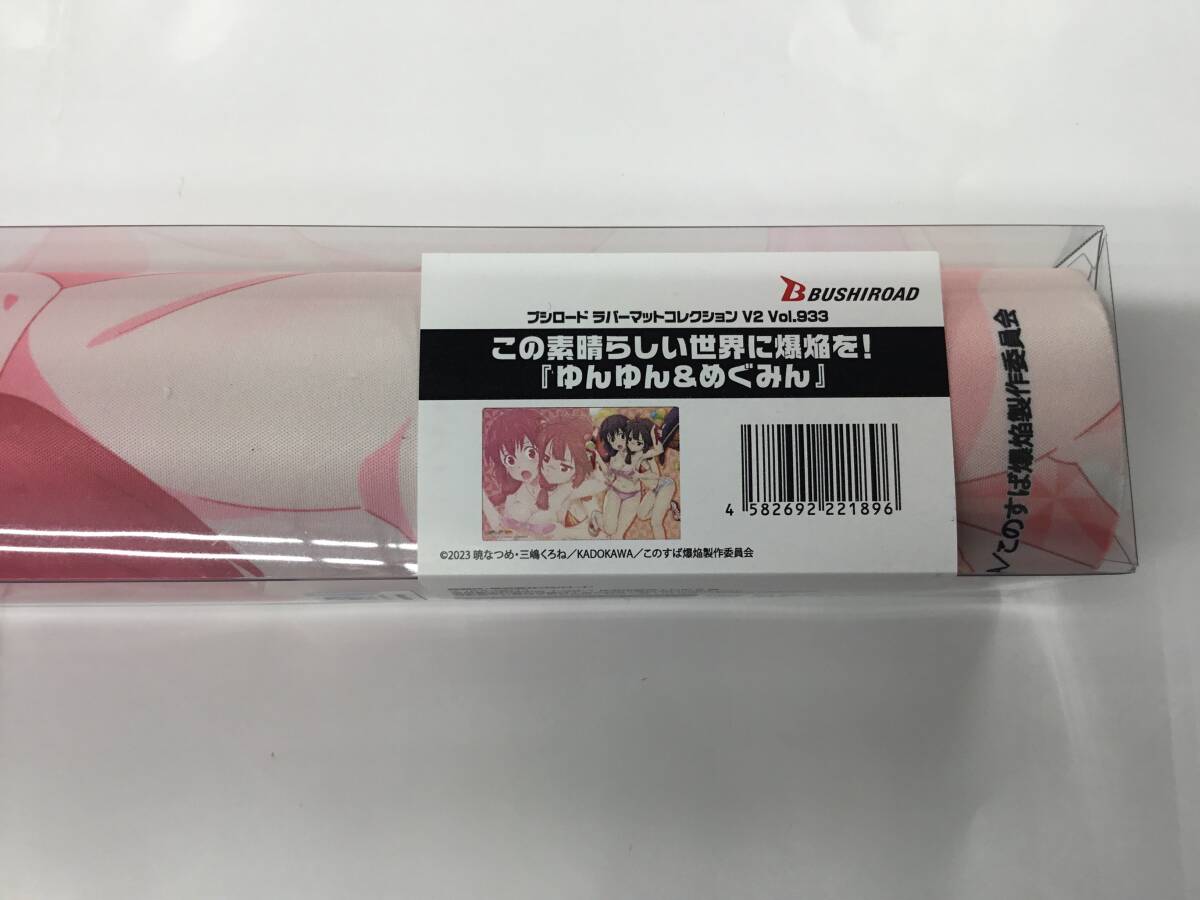 BUSHIROAD
ブシロード ラバーマットコレクション V2 Vol.933
この素晴らしい世界に爆焔を!
『ゆんゆん&めぐみん』
4 582692 221896
©2023 暁なつめ・三嶋くろね/KADOKAWA/このすば爆焔製作委員会
/このすば爆焔製作委員会